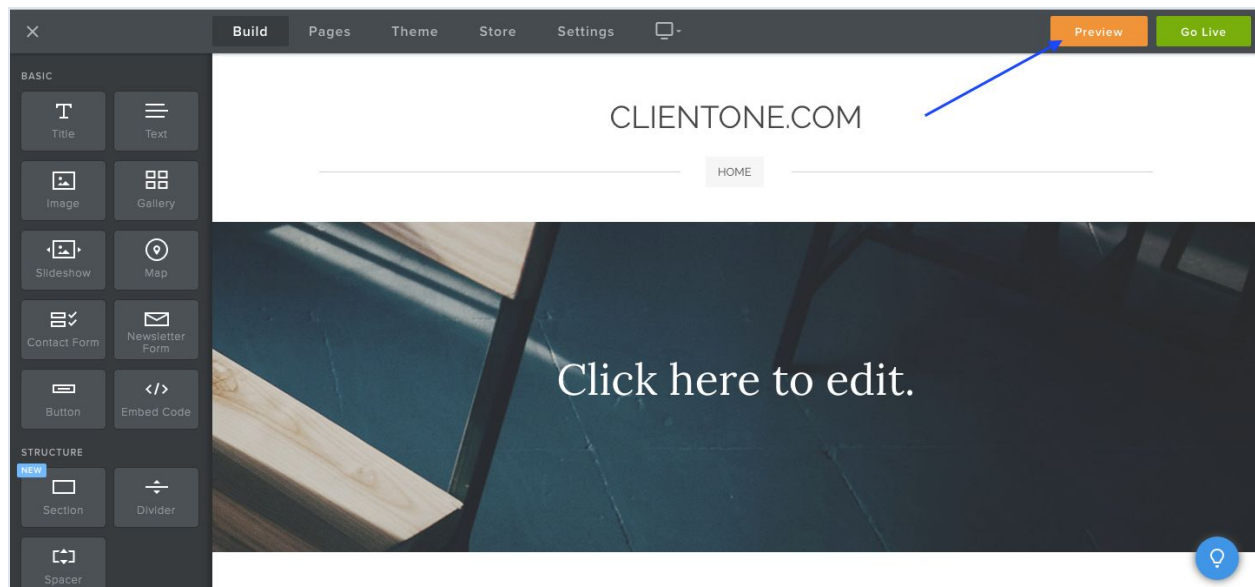 Build Pages Theme Store Settings
Preview Go Live
BASIC
Title Text
Image Gallery
Slideshow Map
Contact Form Newsletter
Form
Button Embed Code
STRUCTURE
NEW
Section Divider
Spacer
CLIENTONE.COM
HOME
Click here to edit.